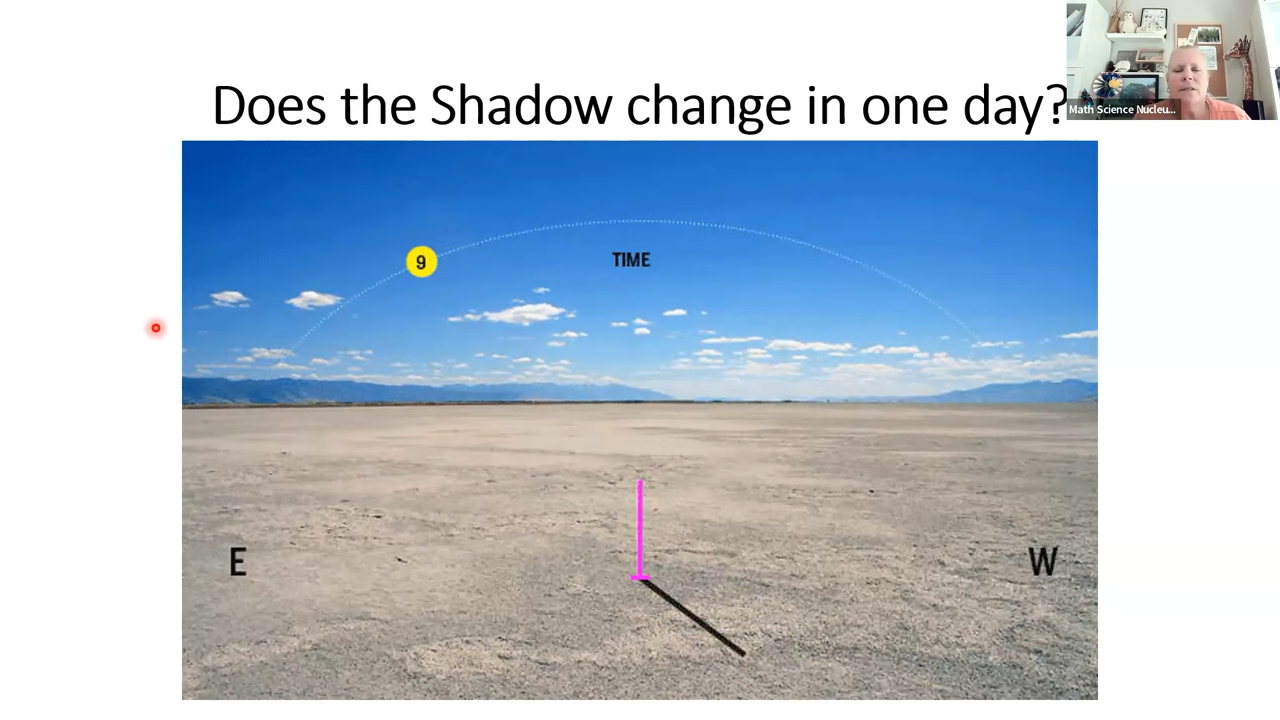 Does the Shadow change in one day?
Math Science Nucleu...
9
TIME
E
W